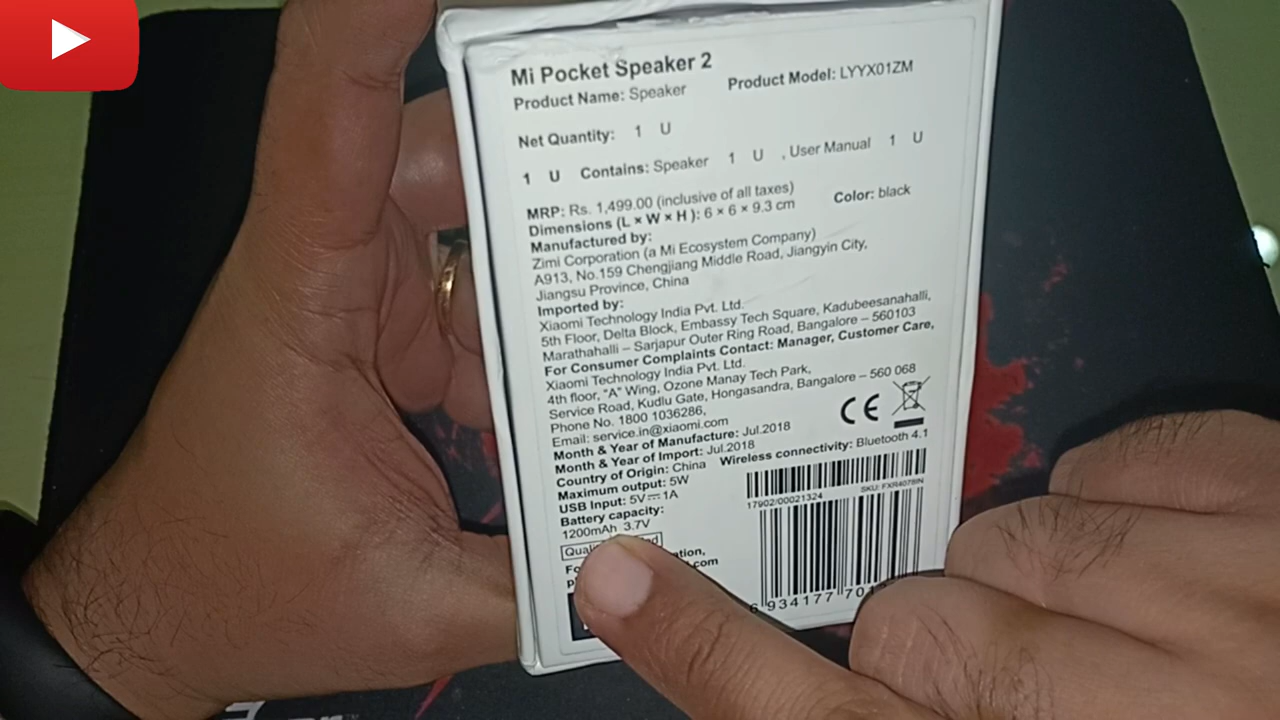 Mi Pocket Speaker 2
Product Name: Speaker Product Model: LYYX01ZM
Net Quantity: 1 U
1 U Contains: Speaker 1 U , User Manual 1 U
MRP: Rs. 1,499.00 (inclusive of all taxes)
Dimensions (L × W × H ): 6 × 6 × 9.3 cm Color: black
Manufactured by:
Zimi Corporation (a Mi Ecosystem Company)
A913, No.159 Chengjiang Middle Road, Jiangyin City,
Jiangsu Province, China
Imported by:
Xiaomi Technology India Pvt. Ltd.
5th Floor, Delta Block, Embassy Tech Square, Kadubeesanahalli,
Marathahalli – Sarjapur Outer Ring Road, Bangalore – 560103
For Consumer Complaints Contact: Manager, Customer Care,
Xiaomi Technology India Pvt. Ltd.
4th floor, "A" Wing, Ozone Manay Tech Park,
Service Road, Kudlu Gate, Hongasandra, Bangalore – 560 068
Phone No. 1800 1036286,
Email: service.in@xiaomi.com
CE
Month & Year of Manufacture: Jul.2018
Month & Year of Import: Jul.2018
Country of Origin: China Wireless connectivity: Bluetooth 4.1
Maximum output: 5W
USB Input: 5V⎓1A
Battery capacity:
1200mAh 3.7V
17902/00021324 SKU: FXR4078IN
6 934177 701